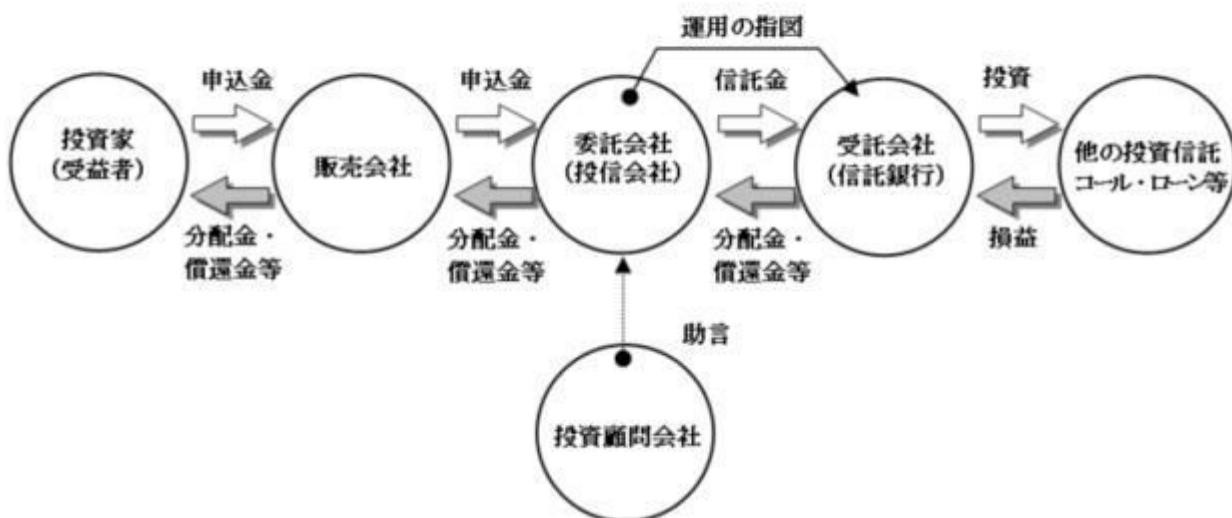 運用の指図
申込金
申込金
信託金
投資
投資家
(受益者)
販売会社
委託会社
(投信会社)
受託会社
(信託銀行)
他の投資信託
コール・ローン等
分配金・
償還金等
分配金・
償還金等
分配金・
償還金等
損益
助言
投資顧問会社